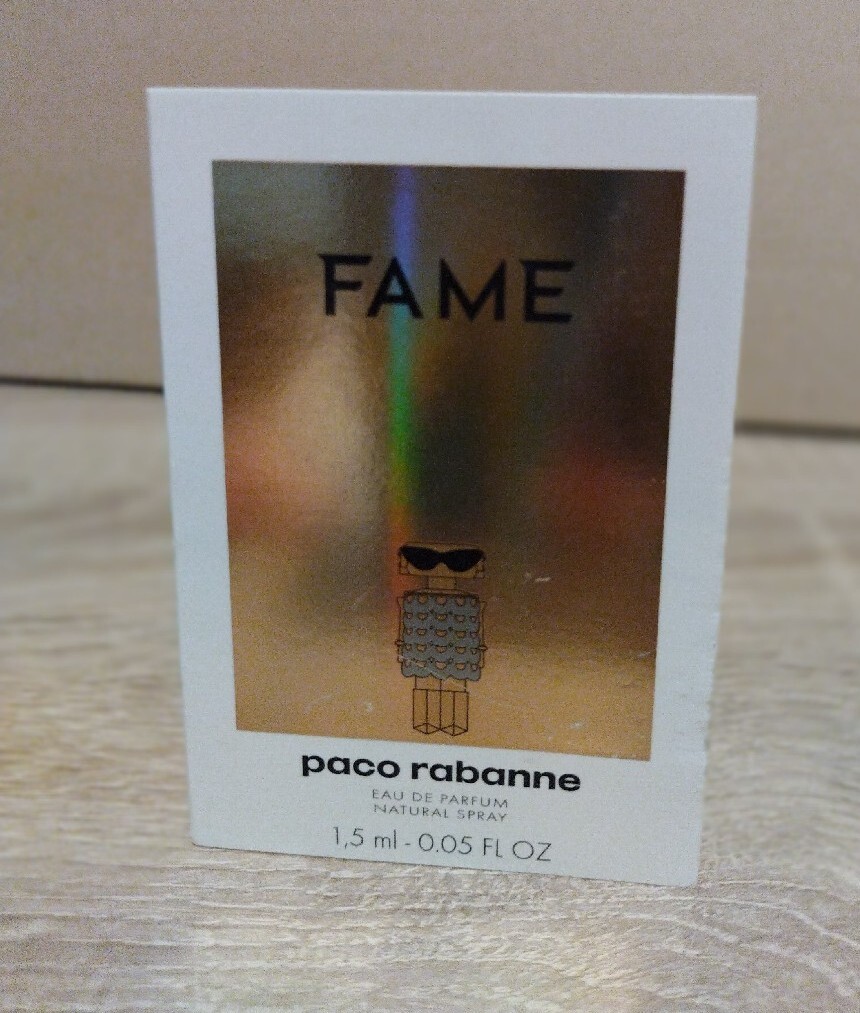 FAME
paco rabanne
EAU DE PARFUM
NATURAL SPRAY
1,5 ml - 0.05 FL OZ